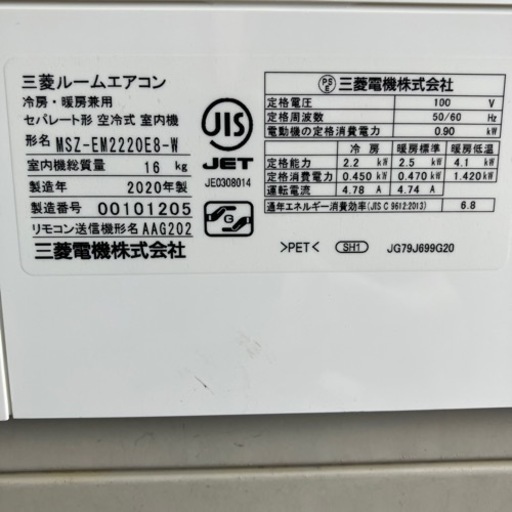 三菱ルームエアコン
冷房・暖房兼用
セパレート形 空冷式 室内機
形名 MSZ-EM2220E8-W
室内機総質量 16 kg
製造年 2020年製
製造番号 00101205
リモコン送信機形名 AAG202
三菱電機株式会社
JIS
JET
JE0308014
C
PS
E
三菱電機株式会社
定格電圧 100 V
定格周波数 50/60 Hz
電動機の定格消費電力 0.90 kW
冷房 暖房標準 暖房低温
定格能力 2.2 kW 2.5 kW 4.1 kW
定格消費電力 0.450 kW 0.470 kW 1.420 kW
運転電流 4.78 A 4.74 A
通年エネルギー消費効率(JIS C 9612:2013) 6.8
>PET< SH1 JG79J699G20